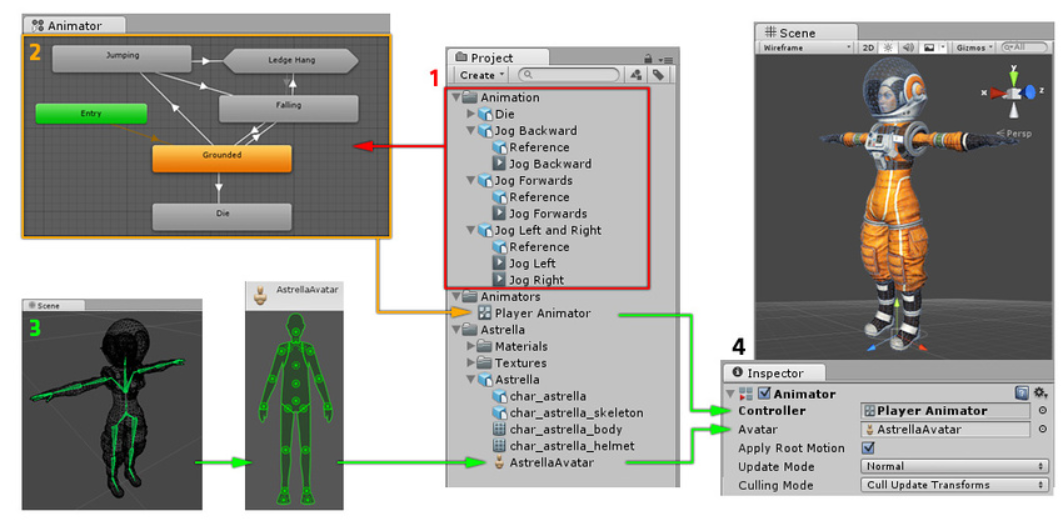 Animator
2
Jumping
Ledge Hang
Falling
Entry
Grounded
Die
1
Project
Create
Animation
Die
Jog Backward
Reference
Jog Backward
Jog Forwards
Reference
Jog Forwards
Jog Left and Right
Reference
Jog Left
Jog Right
Animators
Player Animator
Astrella
Materials
Textures
Astrella
char_astrella
char_astrella_skeleton
char_astrella_body
char_astrella_helmet
AstrellaAvatar
Scene
3
AstrellaAvatar
Scene
Wireframe 2D Gizmos All
y
x z
Persp
4
Inspector
Animator
Controller Player Animator
Avatar AstrellaAvatar
Apply Root Motion
Update Mode Normal
Culling Mode Cull Update Transforms